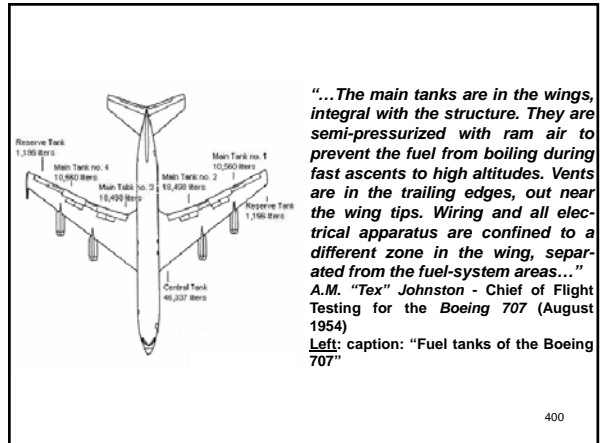 Reserve Tank
1,196 liters
Main Tank no. 4
10,560 liters
Main Tank no. 3
18,498 liters
Main Tank no. 2
18,498 liters
Main Tank no. 1
10,560 liters
Reserve Tank
1,196 liters
Central Tank
46,337 liters
“…The main tanks are in the wings,
integral with the structure. They are
semi-pressurized with ram air to
prevent the fuel from boiling during
fast ascents to high altitudes. Vents
are in the trailing edges, out near
the wing tips. Wiring and all elec-
trical apparatus are confined to a
different zone in the wing, separ-
ated from the fuel-system areas…”
A.M. “Tex” Johnston - Chief of Flight
Testing for the Boeing 707 (August
1954)
Left: caption: “Fuel tanks of the Boeing
707”
400